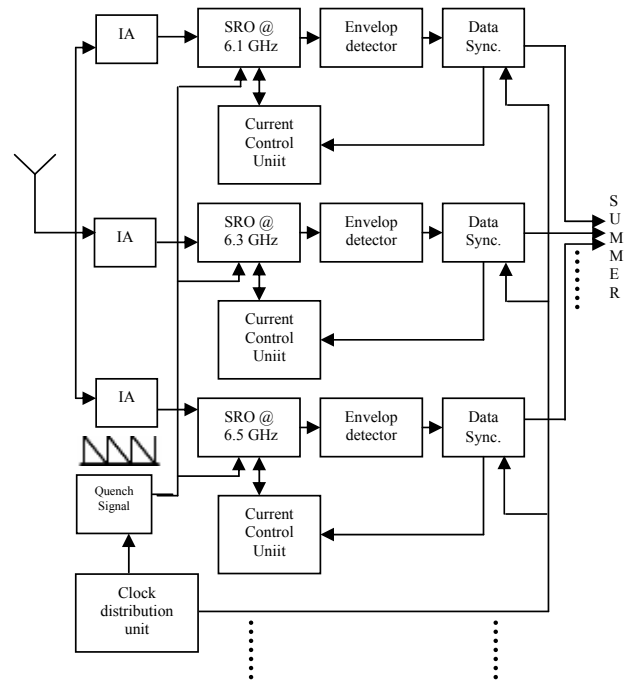 IA
SRO @
6.1 GHz
Envelop
detector
Data
Sync.
Current
Control
Uniit
IA
SRO @
6.3 GHz
Envelop
detector
Data
Sync.
Current
Control
Uniit
S
U
M
M
E
R
IA
SRO @
6.5 GHz
Envelop
detector
Data
Sync.
Quench
Signal
Current
Control
Uniit
Clock
distribution
unit